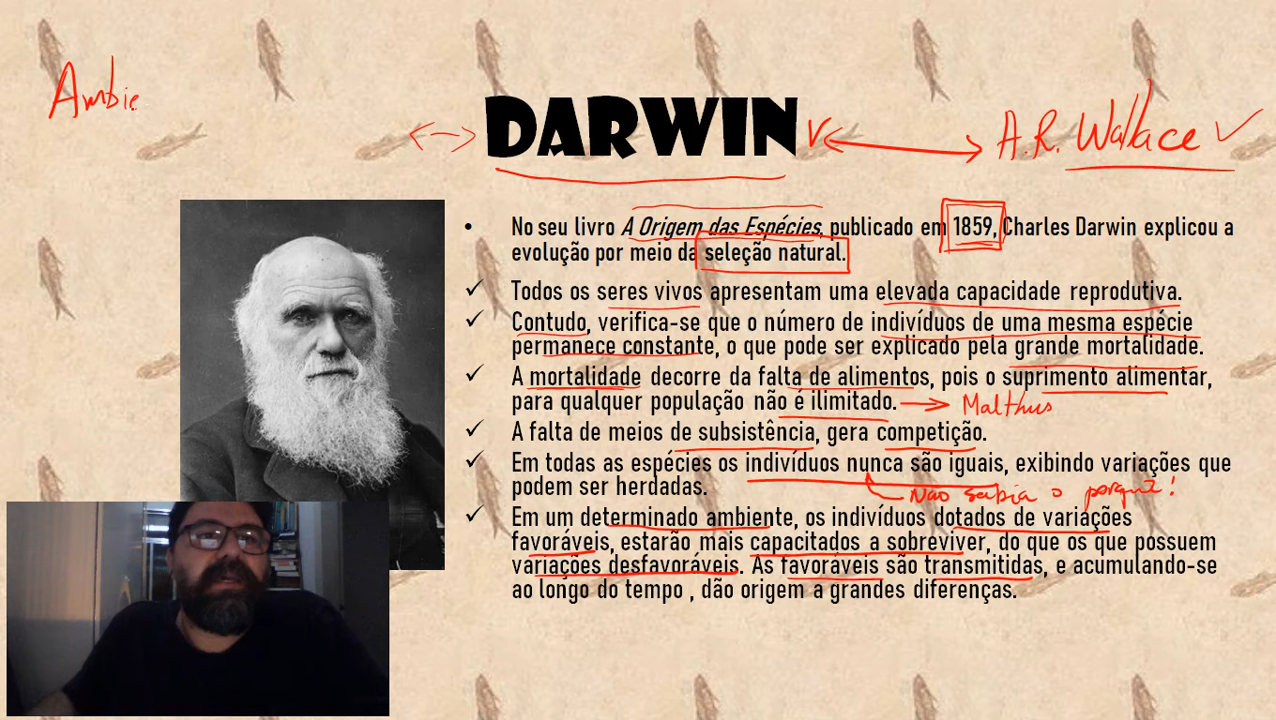 Ambie
DARWIN
A.R. Wallace
• No seu livro A Origem das Espécies, publicado em 1859, Charles Darwin explicou a
evolução por meio da seleção natural.
✓ Todos os seres vivos apresentam uma elevada capacidade reprodutiva.
✓ Contudo, verifica-se que o número de indivíduos de uma mesma espécie
permanece constante, o que pode ser explicado pela grande mortalidade.
✓ A mortalidade decorre da falta de alimentos, pois o suprimento alimentar,
para qualquer população não é ilimitado. → Malthus
✓ A falta de meios de subsistência, gera competição.
✓ Em todas as espécies os indivíduos nunca são iguais, exibindo variações que
podem ser herdadas.
Não sabia o porquê!
✓ Em um determinado ambiente, os indivíduos dotados de variações
favoráveis, estarão mais capacitados a sobreviver, do que os que possuem
variações desfavoráveis. As favoráveis são transmitidas, e acumulando-se
ao longo do tempo , dão origem a grandes diferenças.